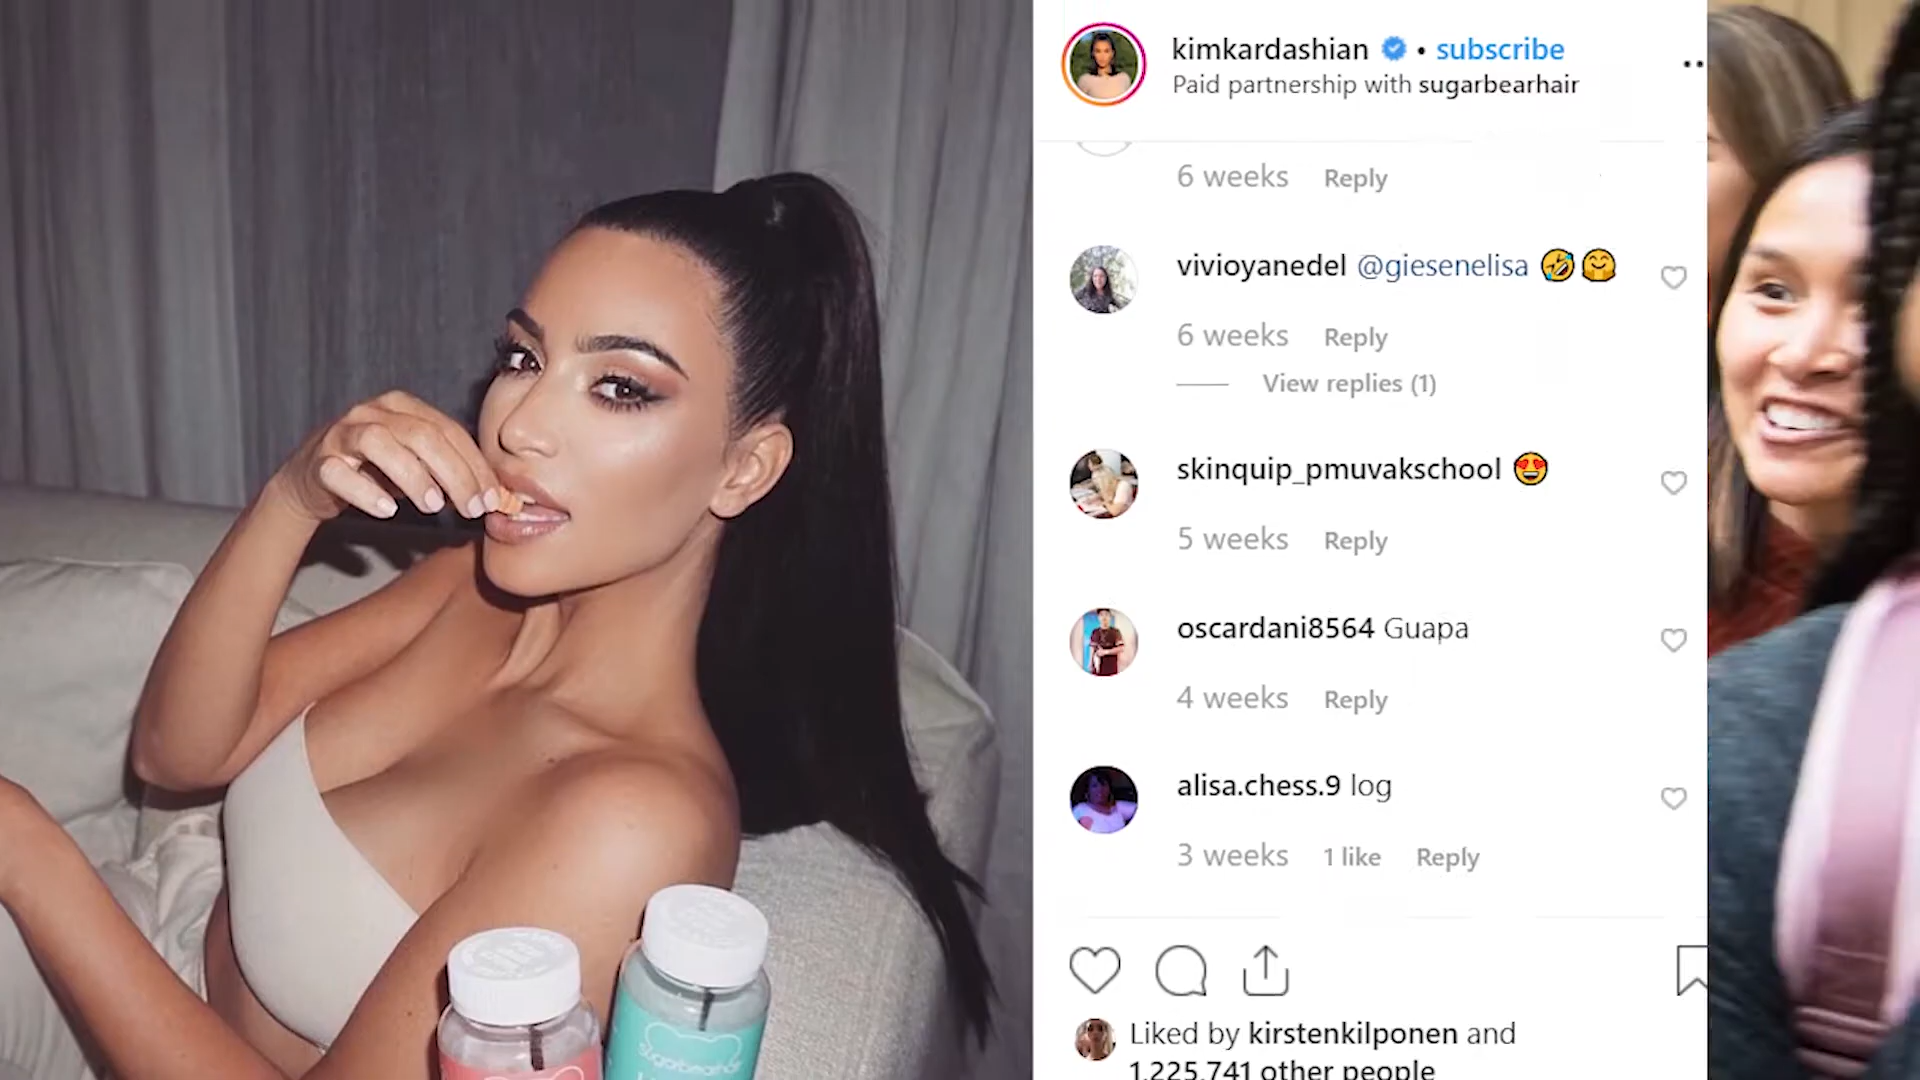 kimkardashian • subscribe
Paid partnership with sugarbearhair
6 weeks Reply
vivioyanedel @giesenelisa 🤣🤗
6 weeks Reply
View replies (1)
skinquip_pmuvakschool 😍
5 weeks Reply
oscardani8564 Guapa
4 weeks Reply
alisa.chess.9 log
3 weeks 1 like Reply
sugarbearhair
Liked by kirstenkilponen and
1,225,741 other people